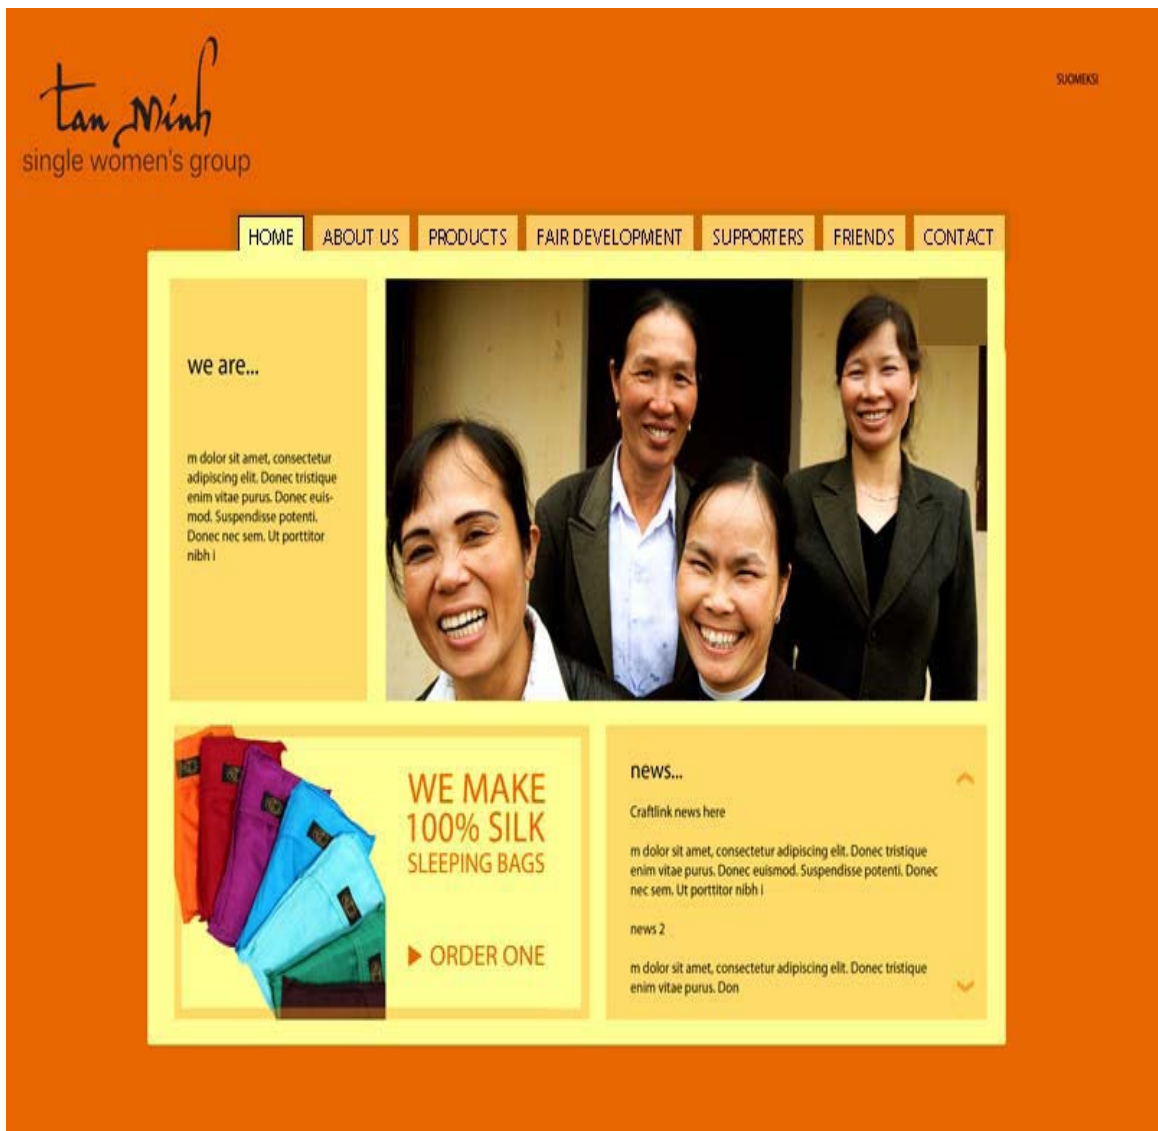 tan Minh
single women's group
SUOMEKSI
HOME
ABOUT US
PRODUCTS
FAIR DEVELOPMENT
SUPPORTERS
FRIENDS
CONTACT
we are...
m dolor sit amet, consectetur
adipiscing elit. Donec tristique
enim vitae purus. Donec euis-
mod. Suspendisse potenti.
Donec nec sem. Ut porttitor
nibh i
WE MAKE
100% SILK
SLEEPING BAGS
ORDER ONE
news...
Craftlink news here
m dolor sit amet, consectetur adipiscing elit. Donec tristique
enim vitae purus. Donec euismod. Suspendisse potenti. Donec
nec sem. Ut porttitor nibh i
news 2
m dolor sit amet, consectetur adipiscing elit. Donec tristique
enim vitae purus. Don